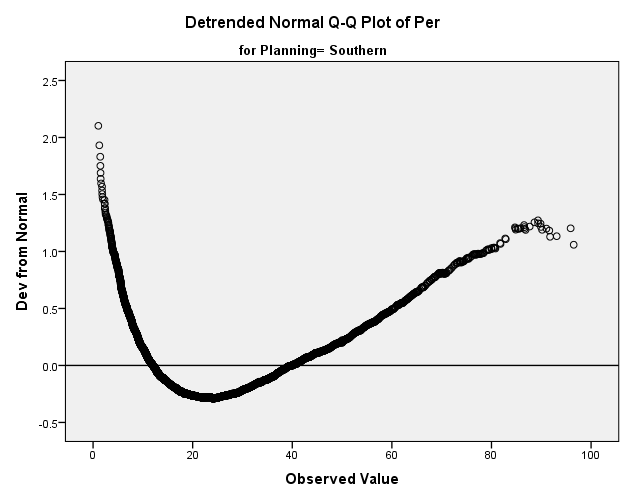 Detrended Normal Q-Q Plot of Per
for Planning= Southern
Dev from Normal
2.5
2.0
1.5
1.0
0.5
0.0
-0.5
0 20 40 60 80 100
Observed Value